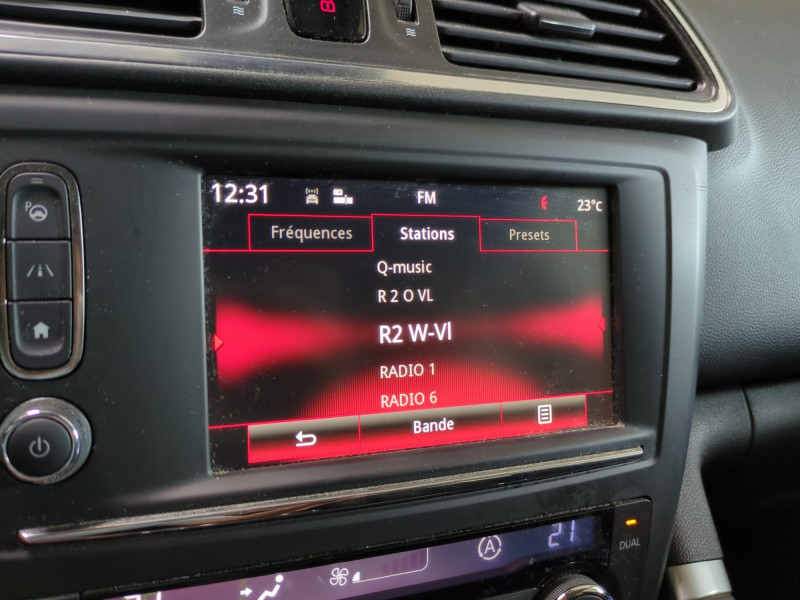 12:31 FM 23°C
Fréquences Stations Presets
Q-music
R 2 O VL
R2 W-Vl
RADIO 1
RADIO 6
Bande
P
A 21
DUAL